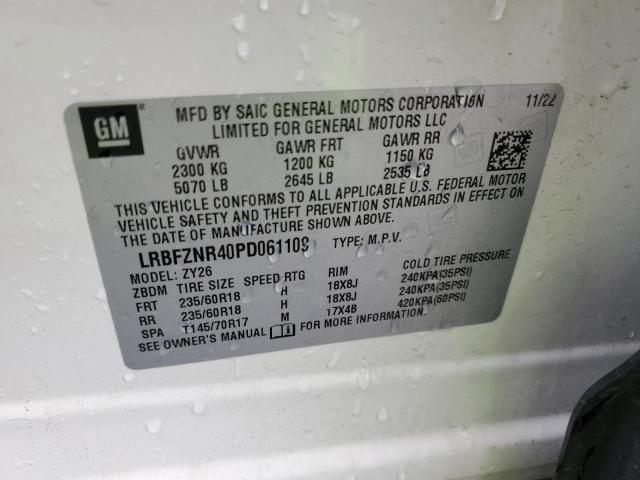 GM
MFD BY SAIC GENERAL MOTORS CORPORATION 11/22
LIMITED FOR GENERAL MOTORS LLC
GVWR GAWR FRT GAWR RR
2300 KG 1200 KG 1150 KG
5070 LB 2645 LB 2535 LB
THIS VEHICLE CONFORMS TO ALL APPLICABLE U.S. FEDERAL MOTOR
VEHICLE SAFETY AND THEFT PREVENTION STANDARDS IN EFFECT ON
THE DATE OF MANUFACTURE SHOWN ABOVE.
LRBFZNR40PD061109 TYPE: M.P.V.
MODEL: ZY26
ZBDM TIRE SIZE SPEED RTG RIM COLD TIRE PRESSURE
FRT 235/60R18 H 18X8J 240KPA(35PSI)
RR 235/60R18 H 18X8J 240KPA(35PSI)
SPA T145/70R17 M 17X4B 420KPA(60PSI)
SEE OWNER'S MANUAL FOR MORE INFORMATION.